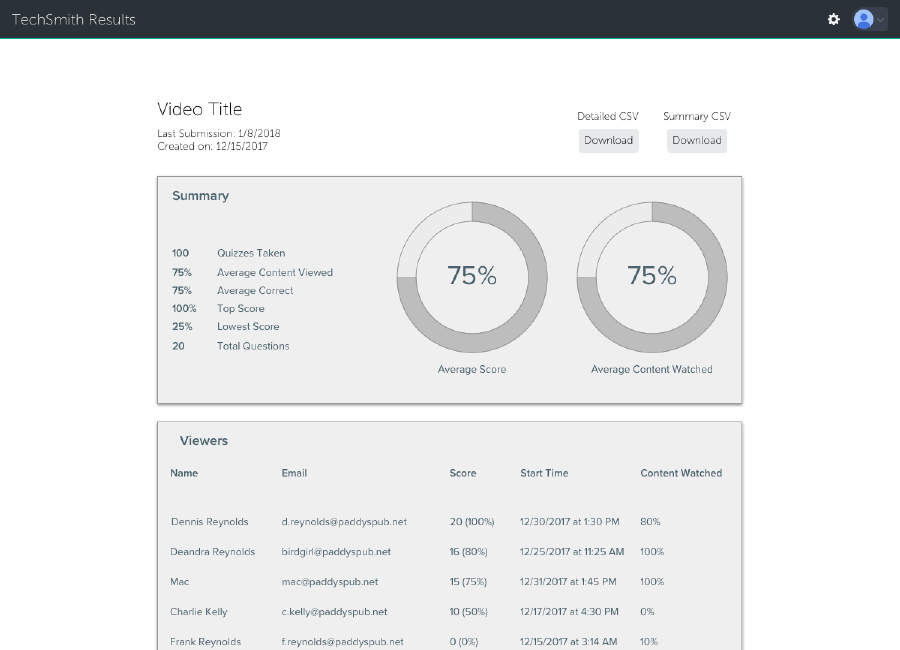 TechSmith Results
Video Title
Last Submission: 1/8/2018
Created on: 12/15/2017
Detailed CSV Summary CSV
Download Download
Summary
100 Quizzes Taken
75% Average Content Viewed
75% Average Correct
100% Top Score
25% Lowest Score
20 Total Questions
75%
Average Score
75%
Average Content Watched
Viewers
Name Email Score Start Time Content Watched
Dennis Reynolds d.reynolds@paddyspub.net 20 (100%) 12/30/2017 at 1:30 PM 80%
Deandra Reynolds birdgirl@paddyspub.net 16 (80%) 12/25/2017 at 11:25 AM 100%
Mac mac@paddyspub.net 15 (75%) 12/31/2017 at 1:45 PM 100%
Charlie Kelly c.kelly@paddyspub.net 10 (50%) 12/17/2017 at 4:30 PM 0%
Frank Reynolds f.reynolds@paddyspub.net 0 (0%) 12/15/2017 at 3:14 AM 10%